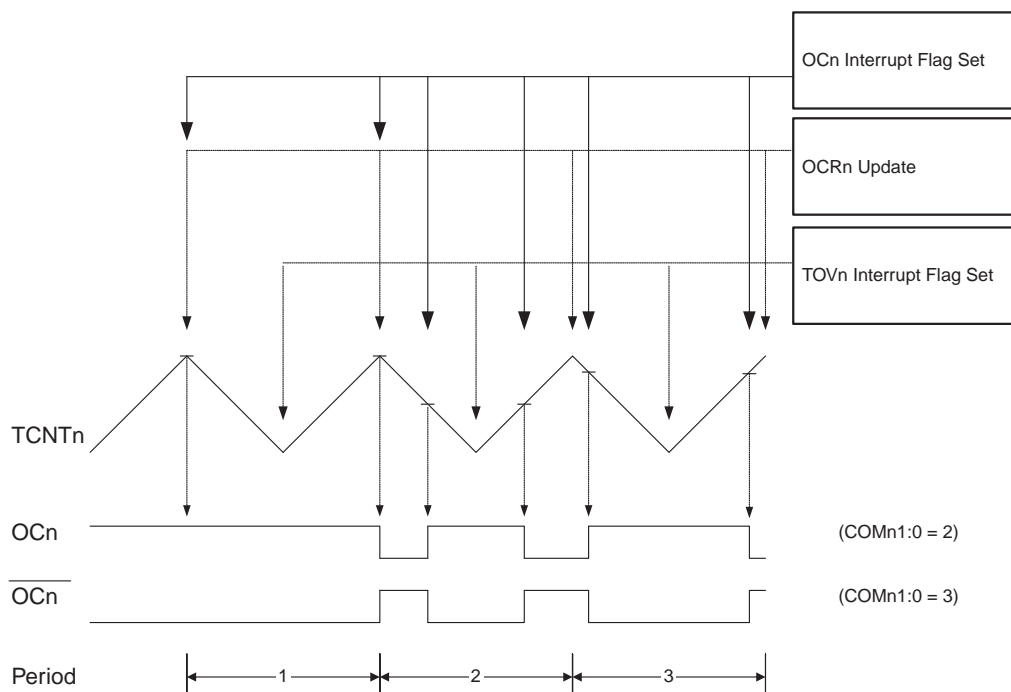 OCn Interrupt Flag Set
OCRn Update
TOVn Interrupt Flag Set
TCNTn
OCn
(COMn1:0 = 2)
OCn
(COMn1:0 = 3)
Period
1
2
3